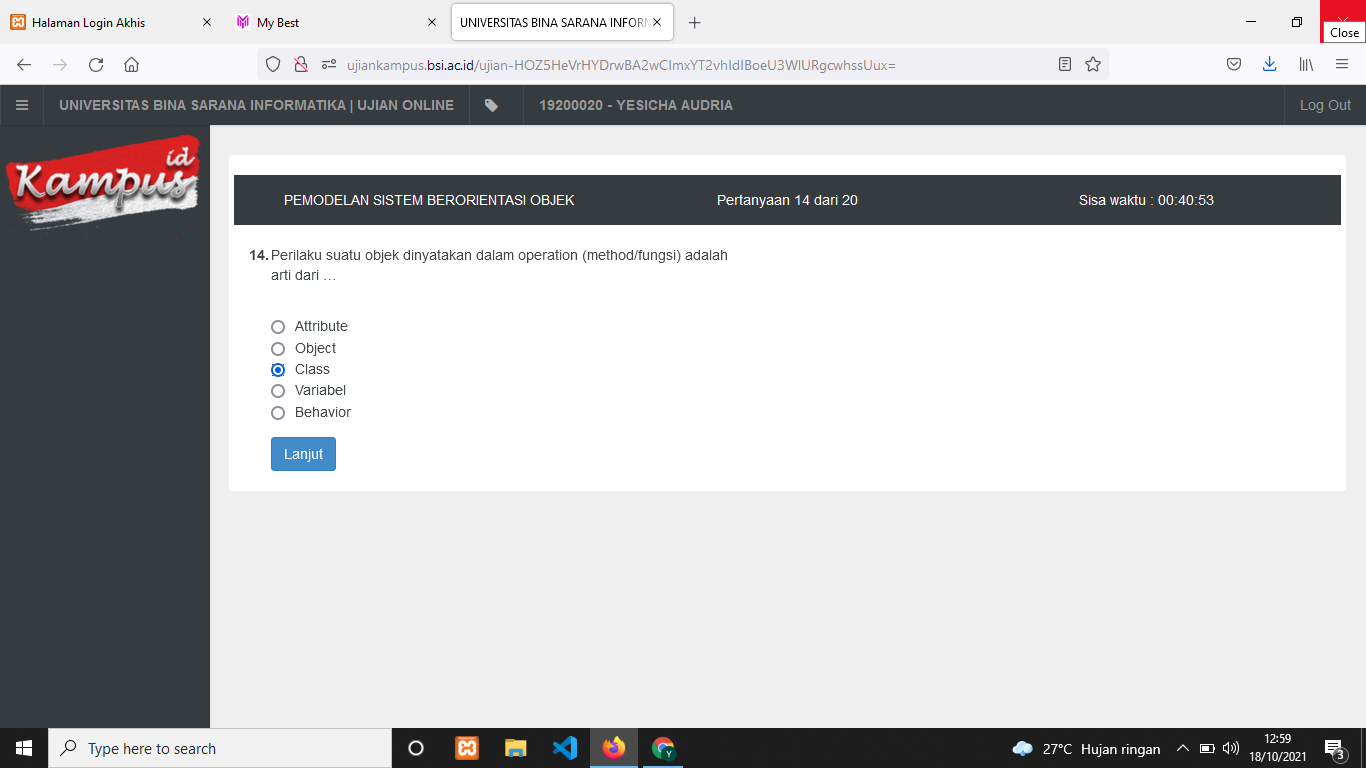 Halaman Login Akhis
My Best
UNIVERSITAS BINA SARANA INFORM
Close
ujiankampus.bsi.ac.id/ujian-HOZ5HeVrHYDrwBA2wCImxYT2vhIdIBoeU3WlURgcwhssUux=
UNIVERSITAS BINA SARANA INFORMATIKA | UJIAN ONLINE
19200020 - YESICHA AUDRIA
Log Out
Kampus id
PEMODELAN SISTEM BERORIENTASI OBJEK
Pertanyaan 14 dari 20
Sisa waktu : 00:40:53
14. Perilaku suatu objek dinyatakan dalam operation (method/fungsi) adalah
arti dari …
Attribute
Object
Class
Variabel
Behavior
Lanjut
Type here to search
Y
27°C Hujan ringan
12:59
18/10/2021
3